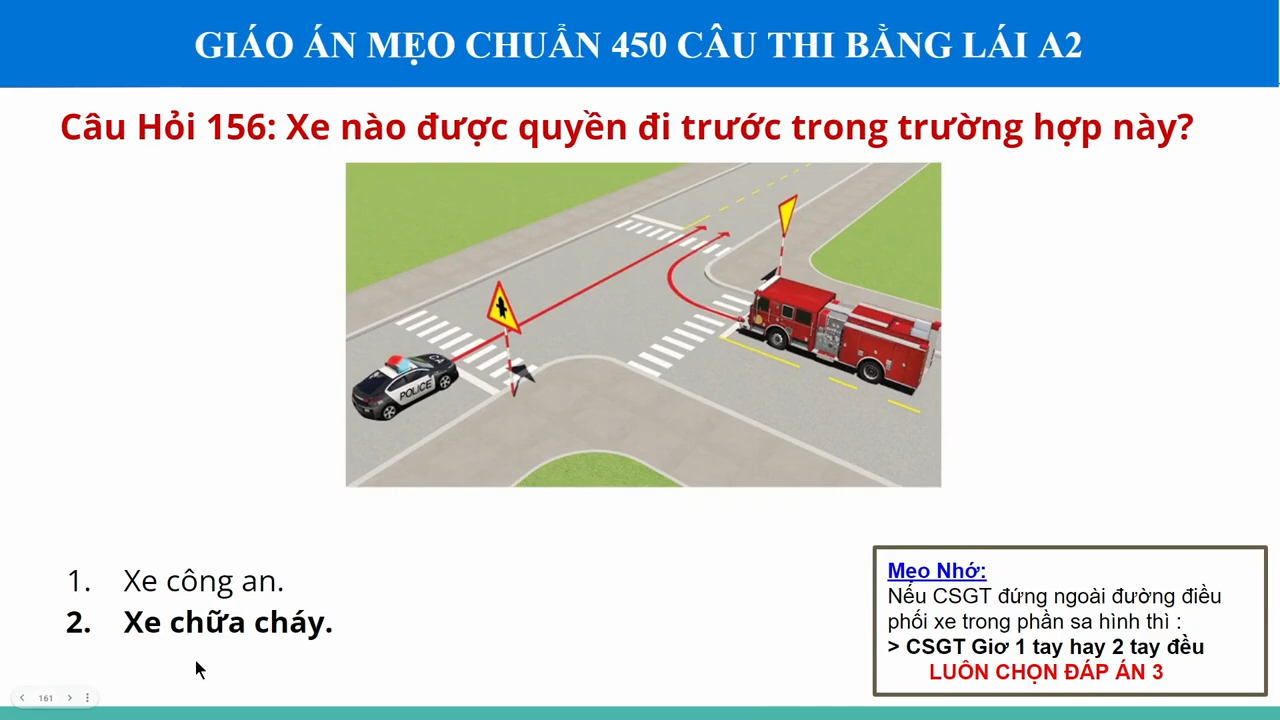 GIÁO ÁN MẸO CHUẨN 450 CÂU THI BẰNG LÁI A2
Câu Hỏi 156: Xe nào được quyền đi trước trong trường hợp này?
CA
POLICE
1. Xe công an.
2. Xe chữa cháy.
Mẹo Nhớ:
Nếu CSGT đứng ngoài đường điều
phối xe trong phần sa hình thì :
> CSGT Giơ 1 tay hay 2 tay đều
LUÔN CHỌN ĐÁP ÁN 3
161